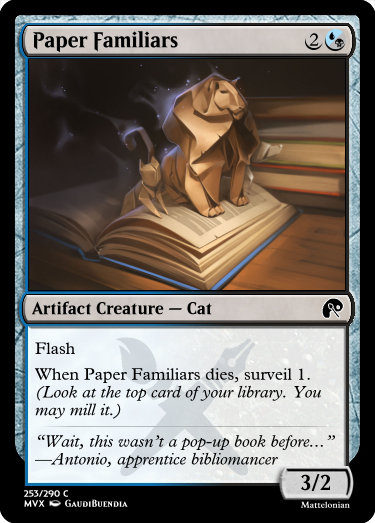 Paper Familiars 2
Artifact Creature — Cat
Flash
When Paper Familiars dies, surveil 1.
(Look at the top card of your library. You
may mill it.)
“Wait, this wasn't a pop-up book before...”
—Antonio, apprentice bibliomancer
3/2
253/290 C
MVX GaudiBuendia
Mattelonian